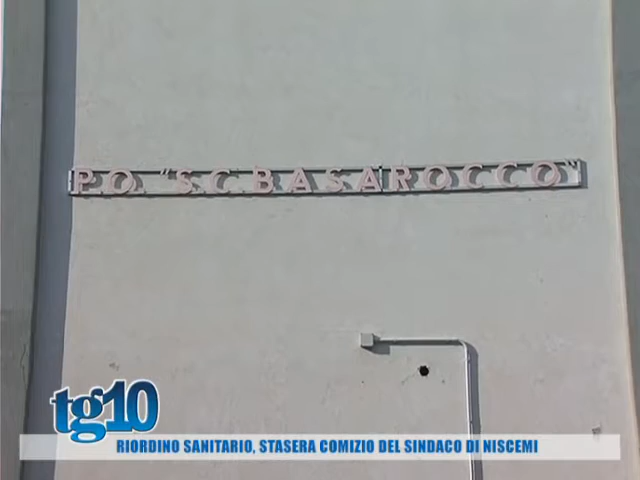 P.O. "S.C. BASAROCCO"
tg10
RIORDINO SANITARIO, STASERA COMIZIO DEL SINDACO DI NISCEMI